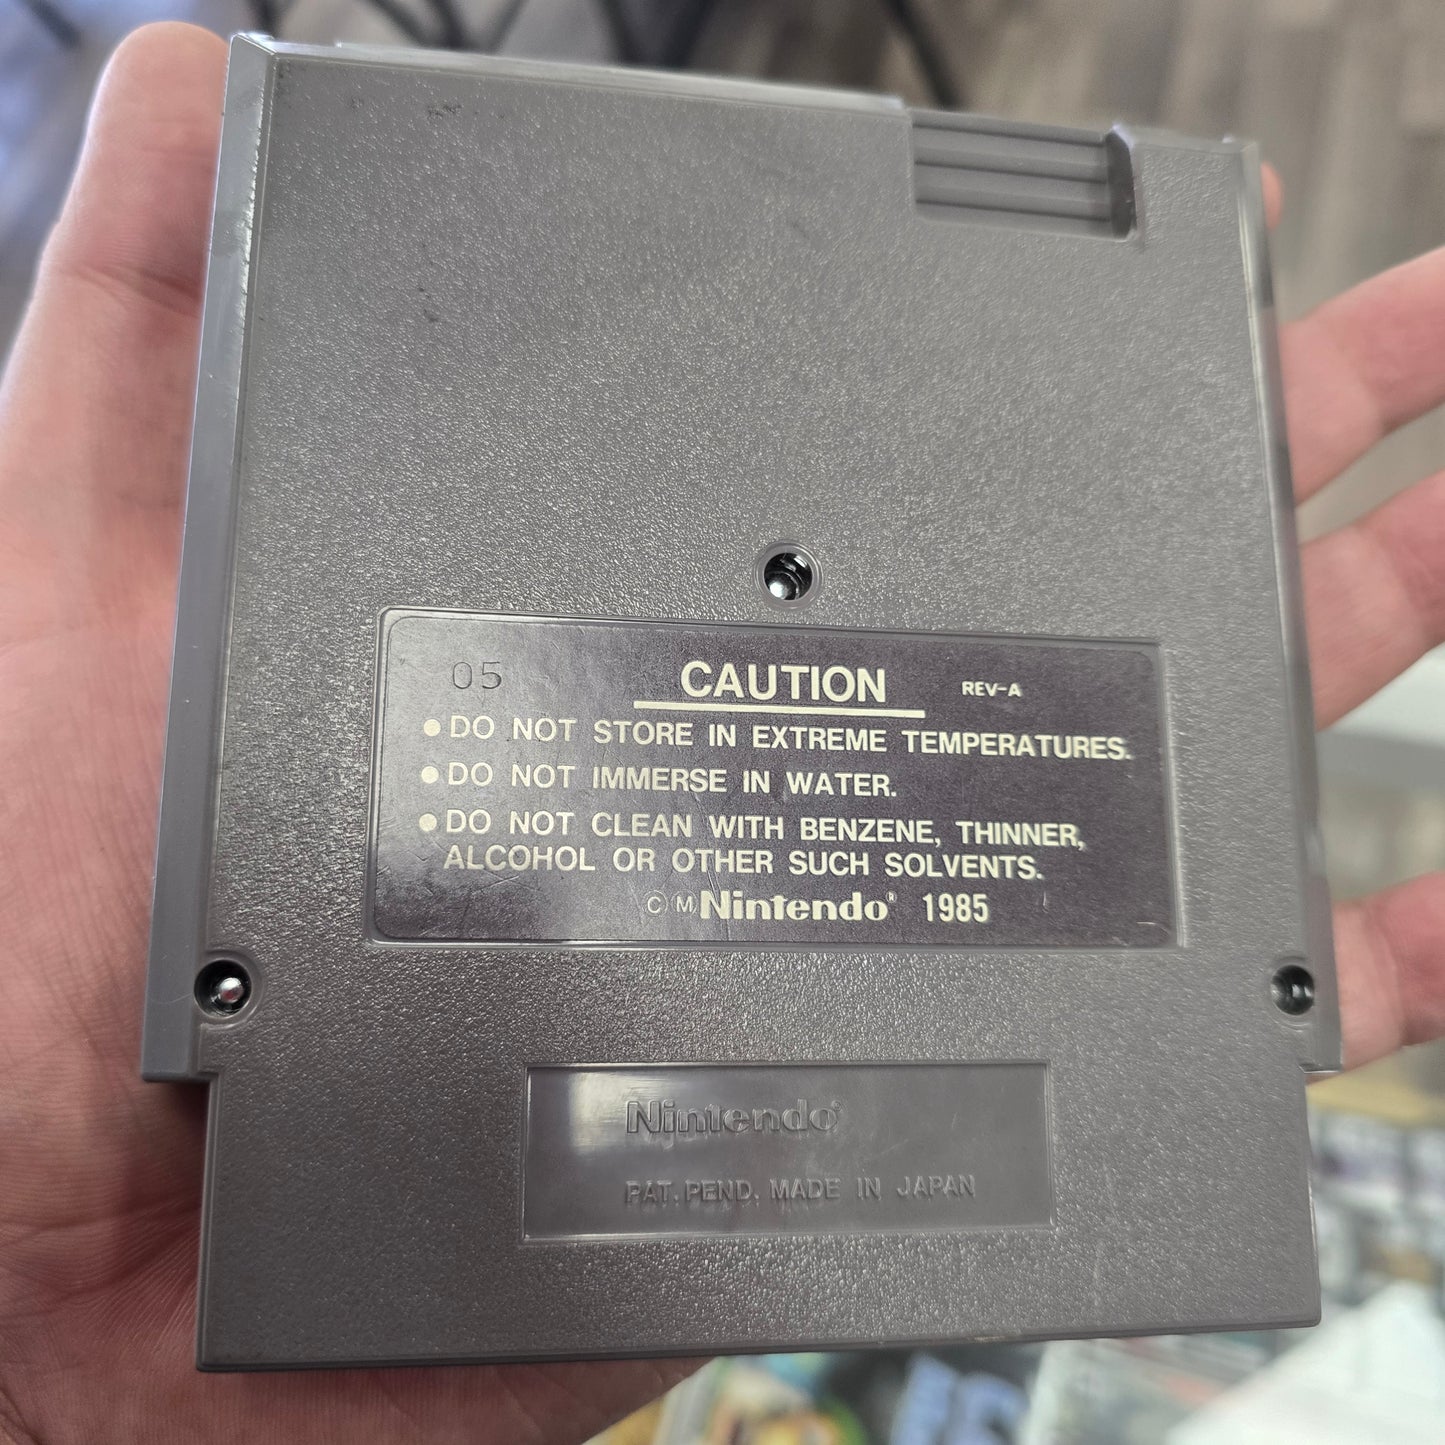 05 CAUTION REV-A
●DO NOT STORE IN EXTREME TEMPERATURES.
●DO NOT IMMERSE IN WATER.
●DO NOT CLEAN WITH BENZENE, THINNER,
ALCOHOL OR OTHER SUCH SOLVENTS.
©/M Nintendo® 1985
Nintendo®
PAT. PEND. MADE IN JAPAN